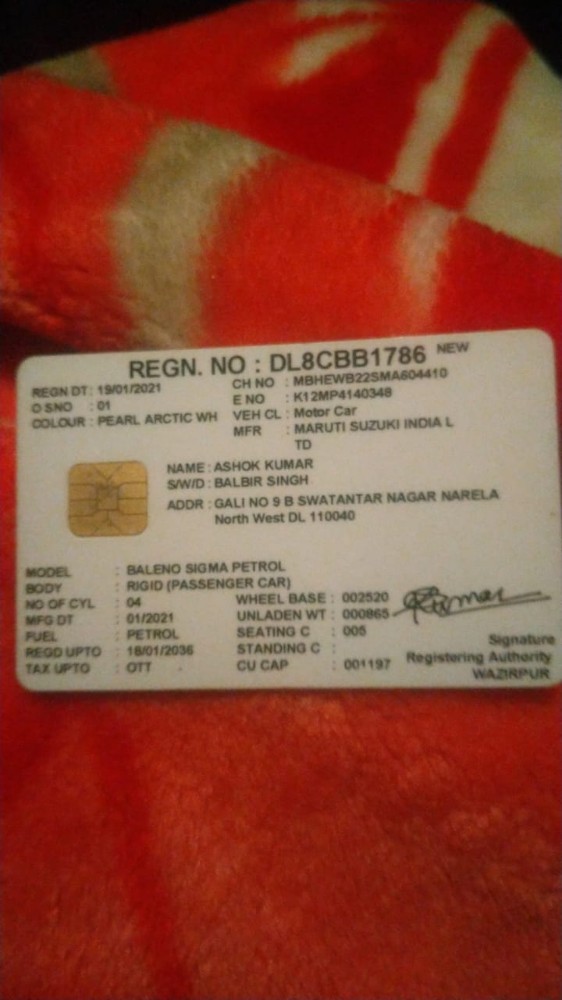 REGN. NO : DL8CBB1786 NEW
REGN DT : 19/01/2021 CH NO : MBHEWB22SMA604410
O SNO : 01 E NO : K12MP4140348
COLOUR : PEARL ARCTIC WH VEH CL : Motor Car
MFR : MARUTI SUZUKI INDIA L
TD
NAME : ASHOK KUMAR
S/W/D : BALBIR SINGH
ADDR : GALI NO 9 B SWATANTAR NAGAR NARELA
North West DL 110040
MODEL : BALENO SIGMA PETROL
BODY : RIGID (PASSENGER CAR)
NO OF CYL : 04 WHEEL BASE : 002520
MFG DT : 01/2021 UNLADEN WT : 000865
FUEL : PETROL SEATING C : 005
REGD UPTO : 18/01/2036 STANDING C :
TAX UPTO : OTT CU CAP : 001197
Signature
Registering Authority
WAZIRPUR